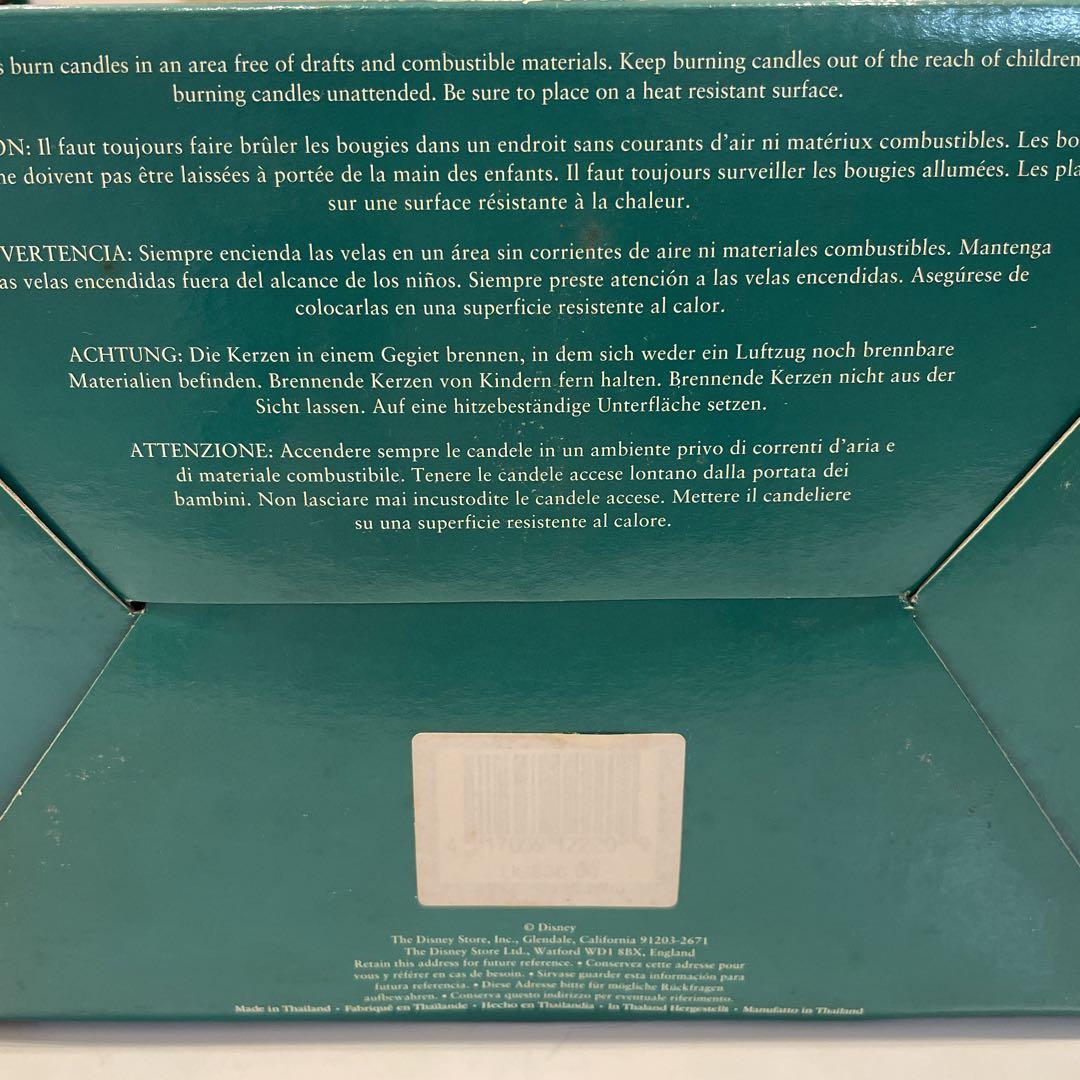 burn candles in an area free of drafts and combustible materials. Keep burning candles out of the reach of children
burning candles unattended. Be sure to place on a heat resistant surface.
ON: Il faut toujours faire brûler les bougies dans un endroit sans courants d'air ni matériux combustibles. Les bo
ne doivent pas être laissées à portée de la main des enfants. Il faut toujours surveiller les bougies allumées. Les pla
sur une surface résistante à la chaleur.
VERTENCIA: Siempre encienda las velas en un área sin corrientes de aire ni materiales combustibles. Mantenga
as velas encendidas fuera del alcance de los niños. Siempre preste atención a las velas encendidas. Asegúrese de
colocarlas en una superficie resistente al calor.
ACHTUNG: Die Kerzen in einem Gegiet brennen, in dem sich weder ein Luftzug noch brennbare
Materialien befinden. Brennende Kerzen von Kindern fern halten. Brennende Kerzen nicht aus der
Sicht lassen. Auf eine hitzebeständige Unterfläche setzen.
ATTENZIONE: Accendere sempre le candele in un ambiente privo di correnti d'aria e
di materiale combustibile. Tenere le candele accese lontano dalla portata dei
bambini. Non lasciare mai incustodite le candele accese. Mettere il candeliere
su una superficie resistente al calore.
© Disney
The Disney Store, Inc., Glendale, California 91203-2671
The Disney Store Ltd., Watford WD1 8BX, England
Retain this address for future reference. • Conservez cette adresse pour
vous y référer en cas de besoin. • Sírvase guarder esta información para
futura referencia. • Diese Adresse bitte für mögliche Rückfragen
aufbewahren. • Conserva questo indirizzo per eventuale riferimento.
Made in Thailand • Fabriqué en Thaïlande • Hecho en Thailandia • In Thaland Hergestellt • Manufatto in Thailand